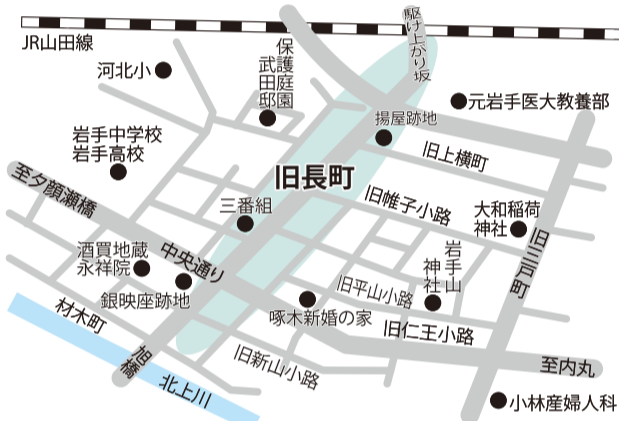 JR山田線
駆け上がり坂
河北小
保護庭園
武田邸
元岩手医大教養部
揚屋跡地
岩手中学校
岩手高校
旧上横町
旧長町
至夕顔瀬橋
旧帷子小路
三番組
大和稲荷
神社
旧三戸町
岩手山
神社
酒買地蔵
永祥院
中央通り
旧平山小路
銀映座跡地
啄木新婚の家
旧仁王小路
材木町
旭橋
旧新山小路
至内丸
北上川
小林産婦人科